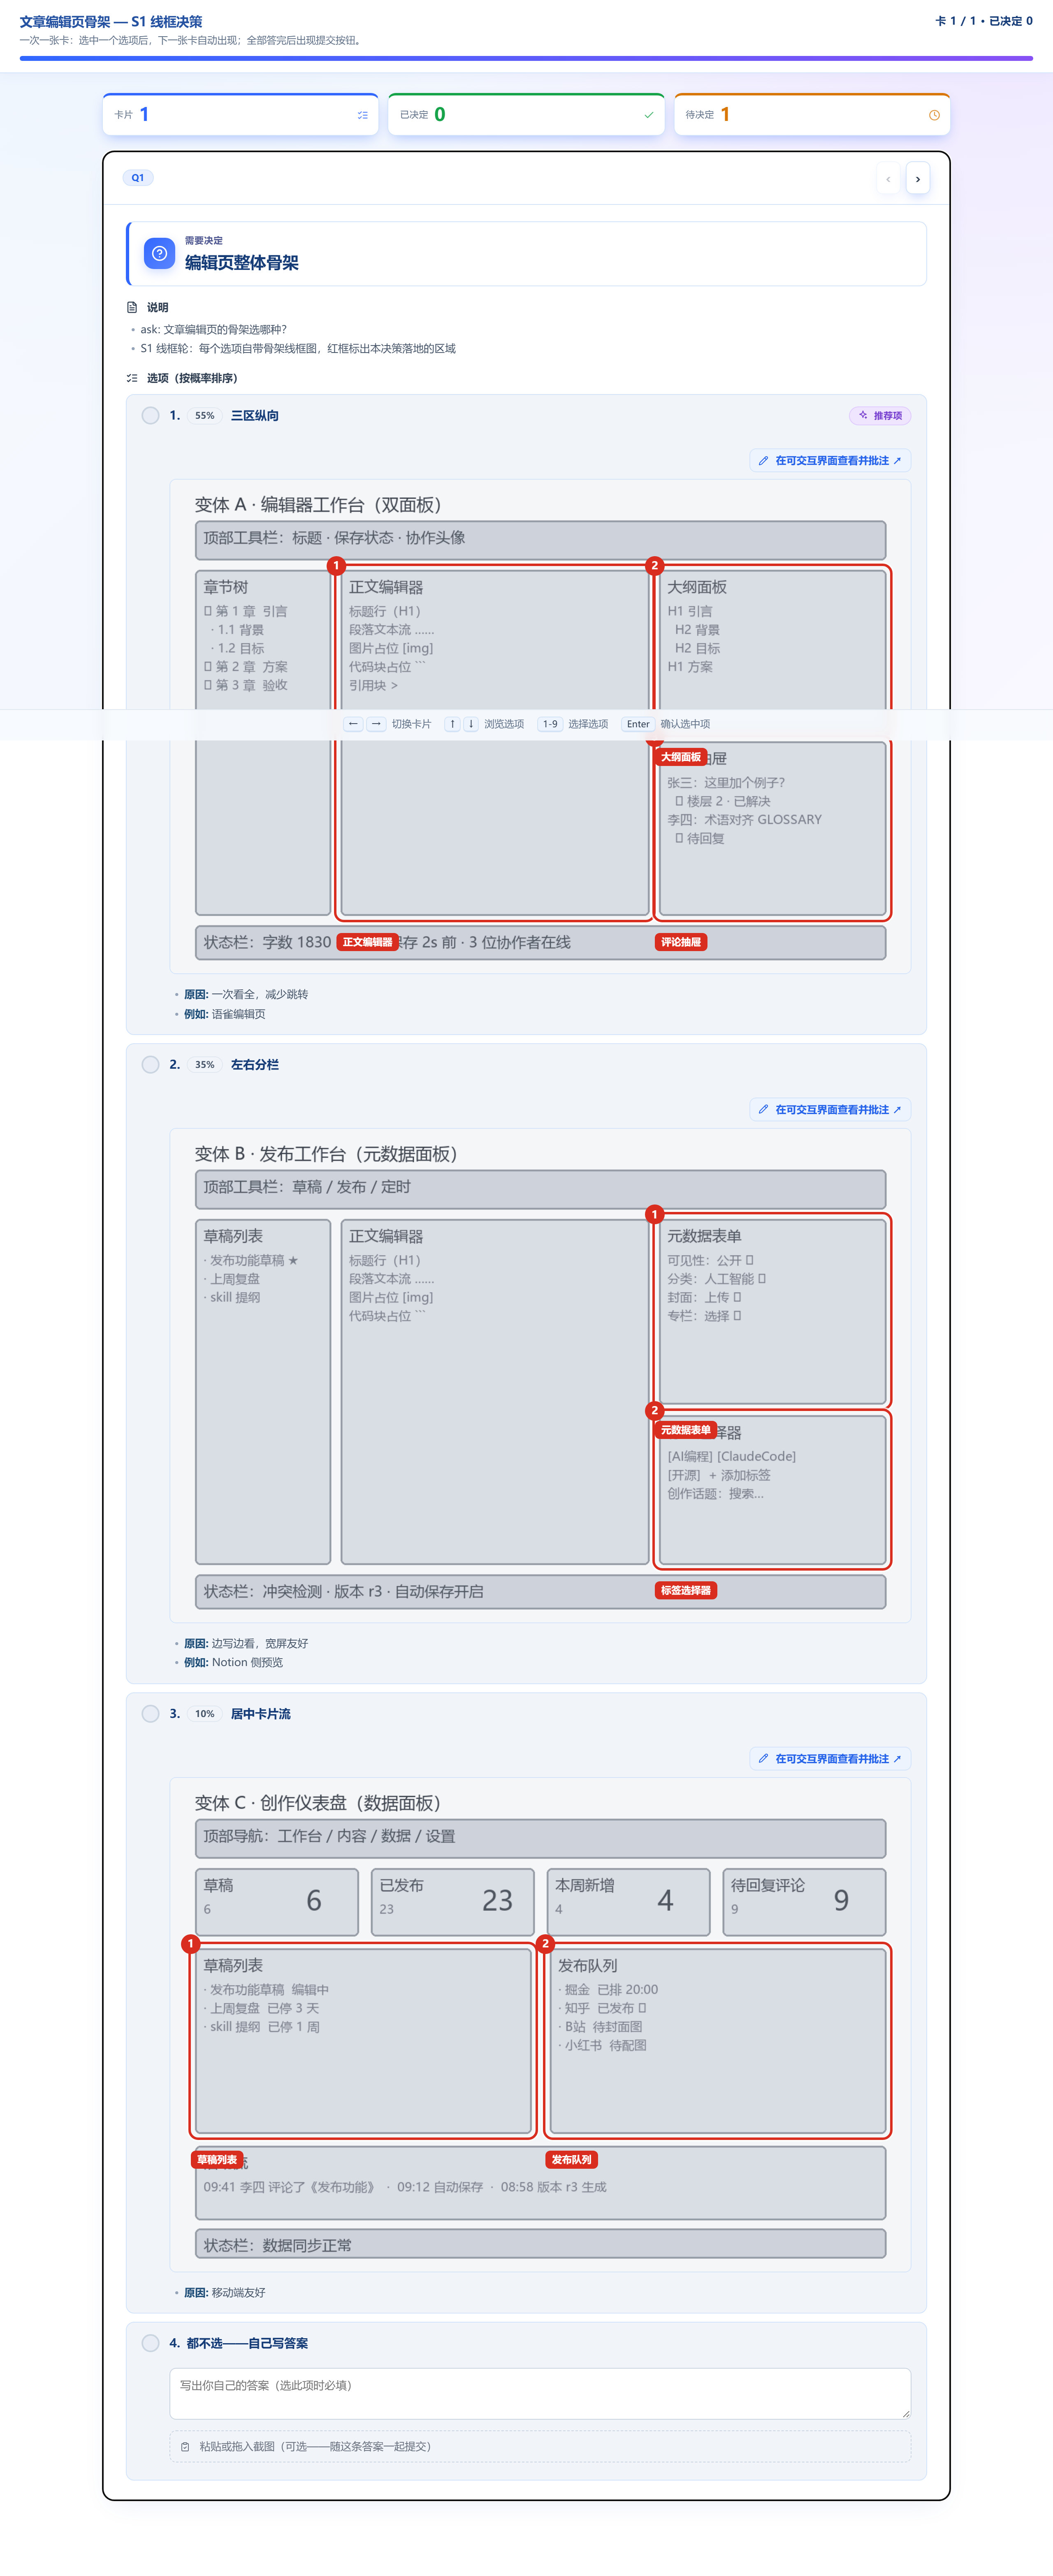 文章编辑页骨架 — S1 线框决策
一次一张卡：选中一个选项后，下一张卡自动出现；全部答完后出现提交按钮。
卡 1 / 1 · 已决定 0
卡片 1
已决定 0
待决定 1
Q1
‹ ›
需要决定
编辑页整体骨架
说明
• ask: 文章编辑页的骨架选哪种？
• S1 线框轮：每个选项自带骨架线框图，红框标出本决策落地的区域
选项（按概率排序）
1. 55% 三区纵向
推荐项
在可交互界面查看并批注 ↗
变体 A · 编辑器工作台（双面板）
顶部工具栏：标题 · 保存状态 · 协作头像
1
2
章节树
第 1 章 引言
· 1.1 背景
· 1.2 目标
第 2 章 方案
第 3 章 验收
正文编辑器
标题行（H1）
段落文本流 ......
图片占位 [img]
代码块占位 ```
引用块 >
大纲面板
H1 引言
H2 背景
H2 目标
H1 方案
← → 切换卡片 ↑ ↓ 浏览选项 1-9 选择选项 Enter 确认选中项
大纲面板
屉
张三：这里加个例子？
楼层 2 · 已解决
李四：术语对齐 GLOSSARY
待回复
状态栏：字数 1830
正文编辑器
存 2s 前 · 3 位协作者在线
评论抽屉
• 原因: 一次看全，减少跳转
• 例如: 语雀编辑页
2. 35% 左右分栏
在可交互界面查看并批注 ↗
变体 B · 发布工作台（元数据面板）
顶部工具栏：草稿 / 发布 / 定时
1
草稿列表
· 发布功能草稿 ★
· 上周复盘
· skill 提纲
正文编辑器
标题行（H1）
段落文本流 ......
图片占位 [img]
代码块占位 ```
元数据表单
可见性：公开
分类：人工智能
封面：上传
专栏：选择
2
元数据表单
择器
[AI编程] [ClaudeCode]
[开源] + 添加标签
创作话题：搜索...
状态栏：冲突检测 · 版本 r3 · 自动保存开启
标签选择器
• 原因: 边写边看，宽屏友好
• 例如: Notion 侧预览
3. 10% 居中卡片流
在可交互界面查看并批注 ↗
变体 C · 创作仪表盘（数据面板）
顶部导航：工作台 / 内容 / 数据 / 设置
草稿
6
6
已发布
23
23
本周新增
4
4
待回复评论
9
9
1
2
草稿列表
· 发布功能草稿 编辑中
· 上周复盘 已停 3 天
· skill 提纲 已停 1 周
发布队列
· 掘金 已排 20:00
· 知乎 已发布
· B站 待封面图
· 小红书 待配图
草稿列表
流
发布队列
09:41 李四 评论了《发布功能》 · 09:12 自动保存 · 08:58 版本 r3 生成
状态栏：数据同步正常
• 原因: 移动端友好
4. 都不选——自己写答案
写出你自己的答案（选此项时必填）
粘贴或拖入截图（可选——随这条答案一起提交）